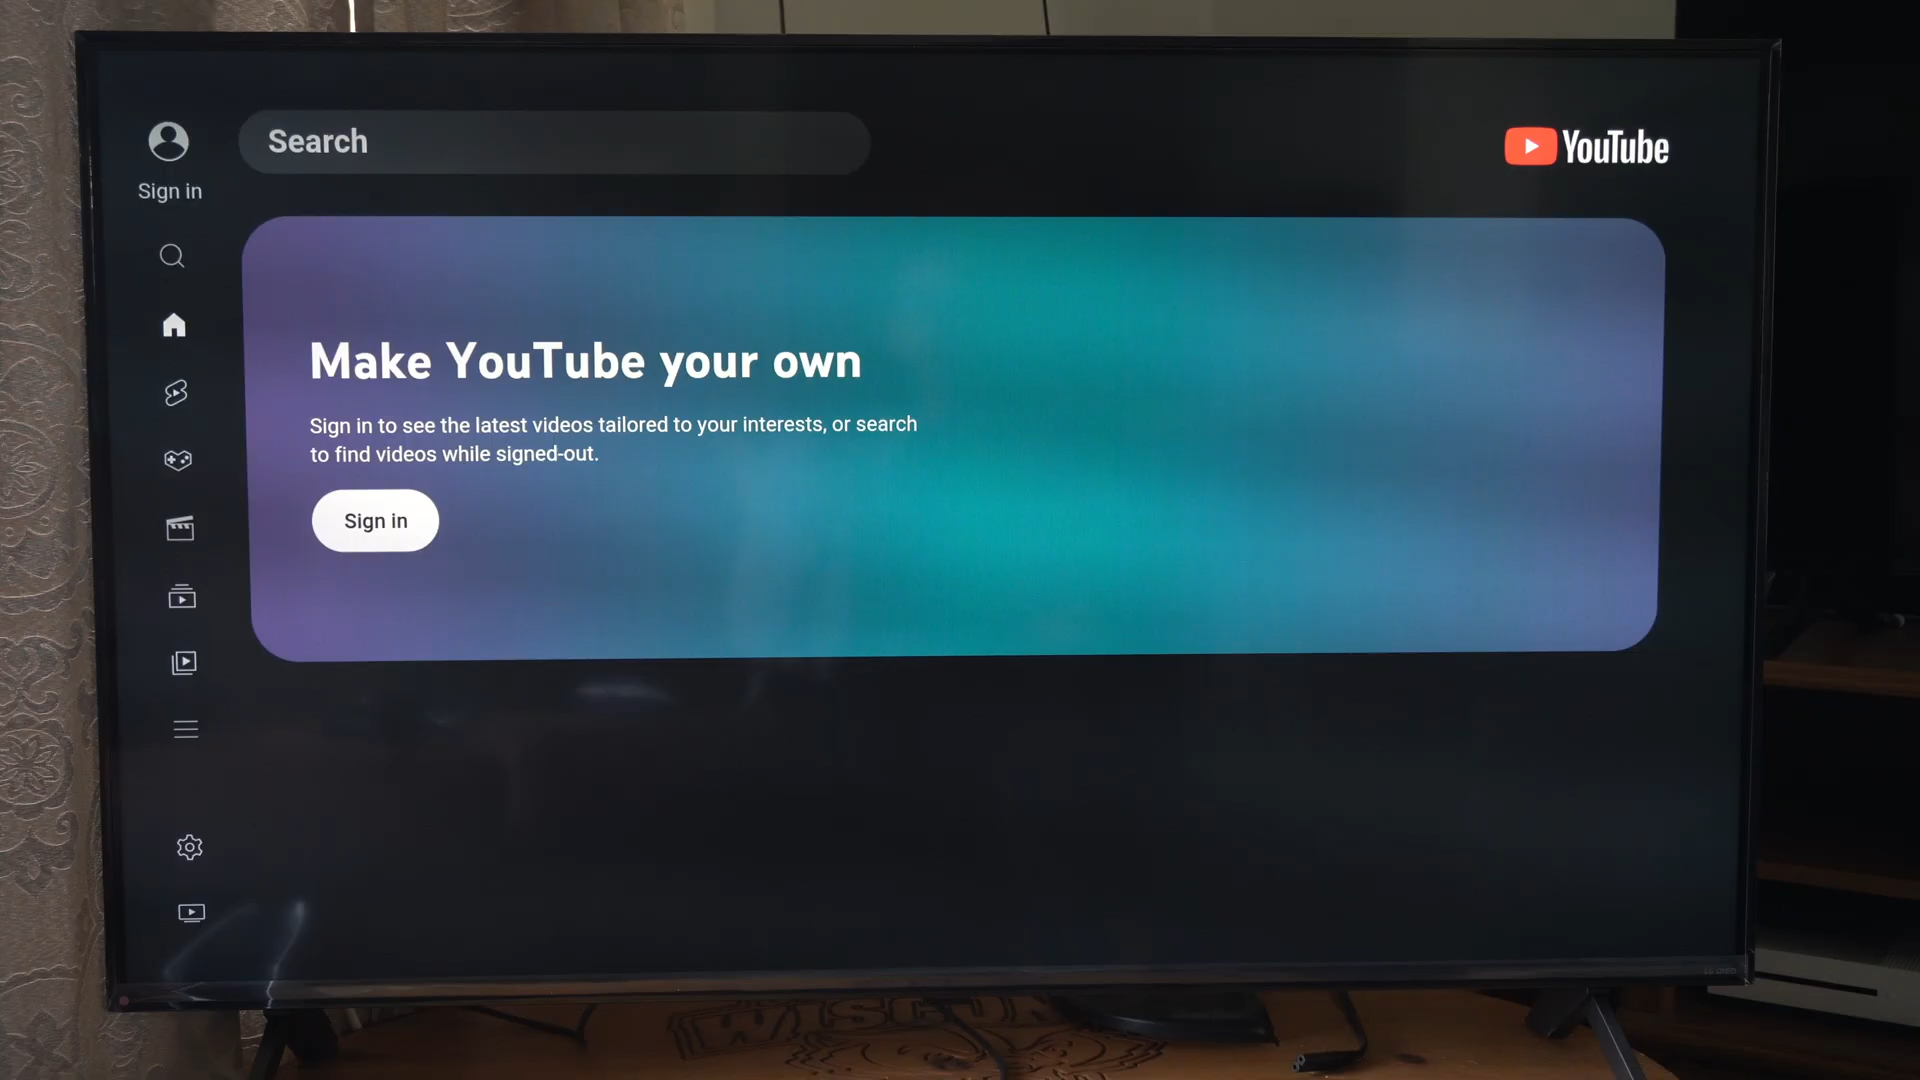 Search
YouTube
Sign in
Make YouTube your own
Sign in to see the latest videos tailored to your interests, or search
to find videos while signed-out.
Sign in